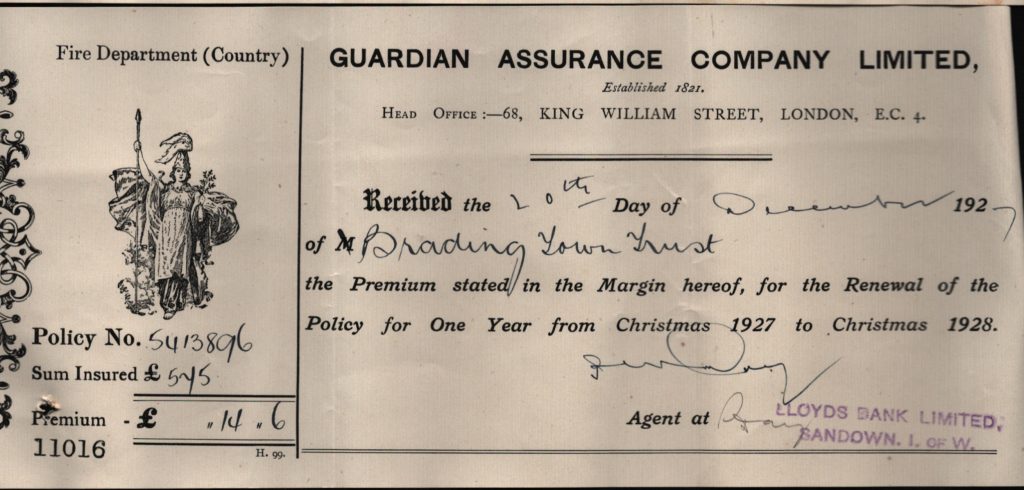 Fire Department (Country)
Policy No. 5413896
Sum Insured £ 545
Premium - £ " 14 . 6
11016
H. 99.
GUARDIAN ASSURANCE COMPANY LIMITED,
Established 1821.
HEAD OFFICE :—68, KING WILLIAM STREET, LONDON, E.C. 4.
Received the 20th Day of December 1927
of M Brading Town Trust
the Premium stated in the Margin hereof, for the Renewal of the
Policy for One Year from Christmas 1927 to Christmas 1928.
Agent at
LLOYDS BANK LIMITED,
SANDOWN. I. OF W.